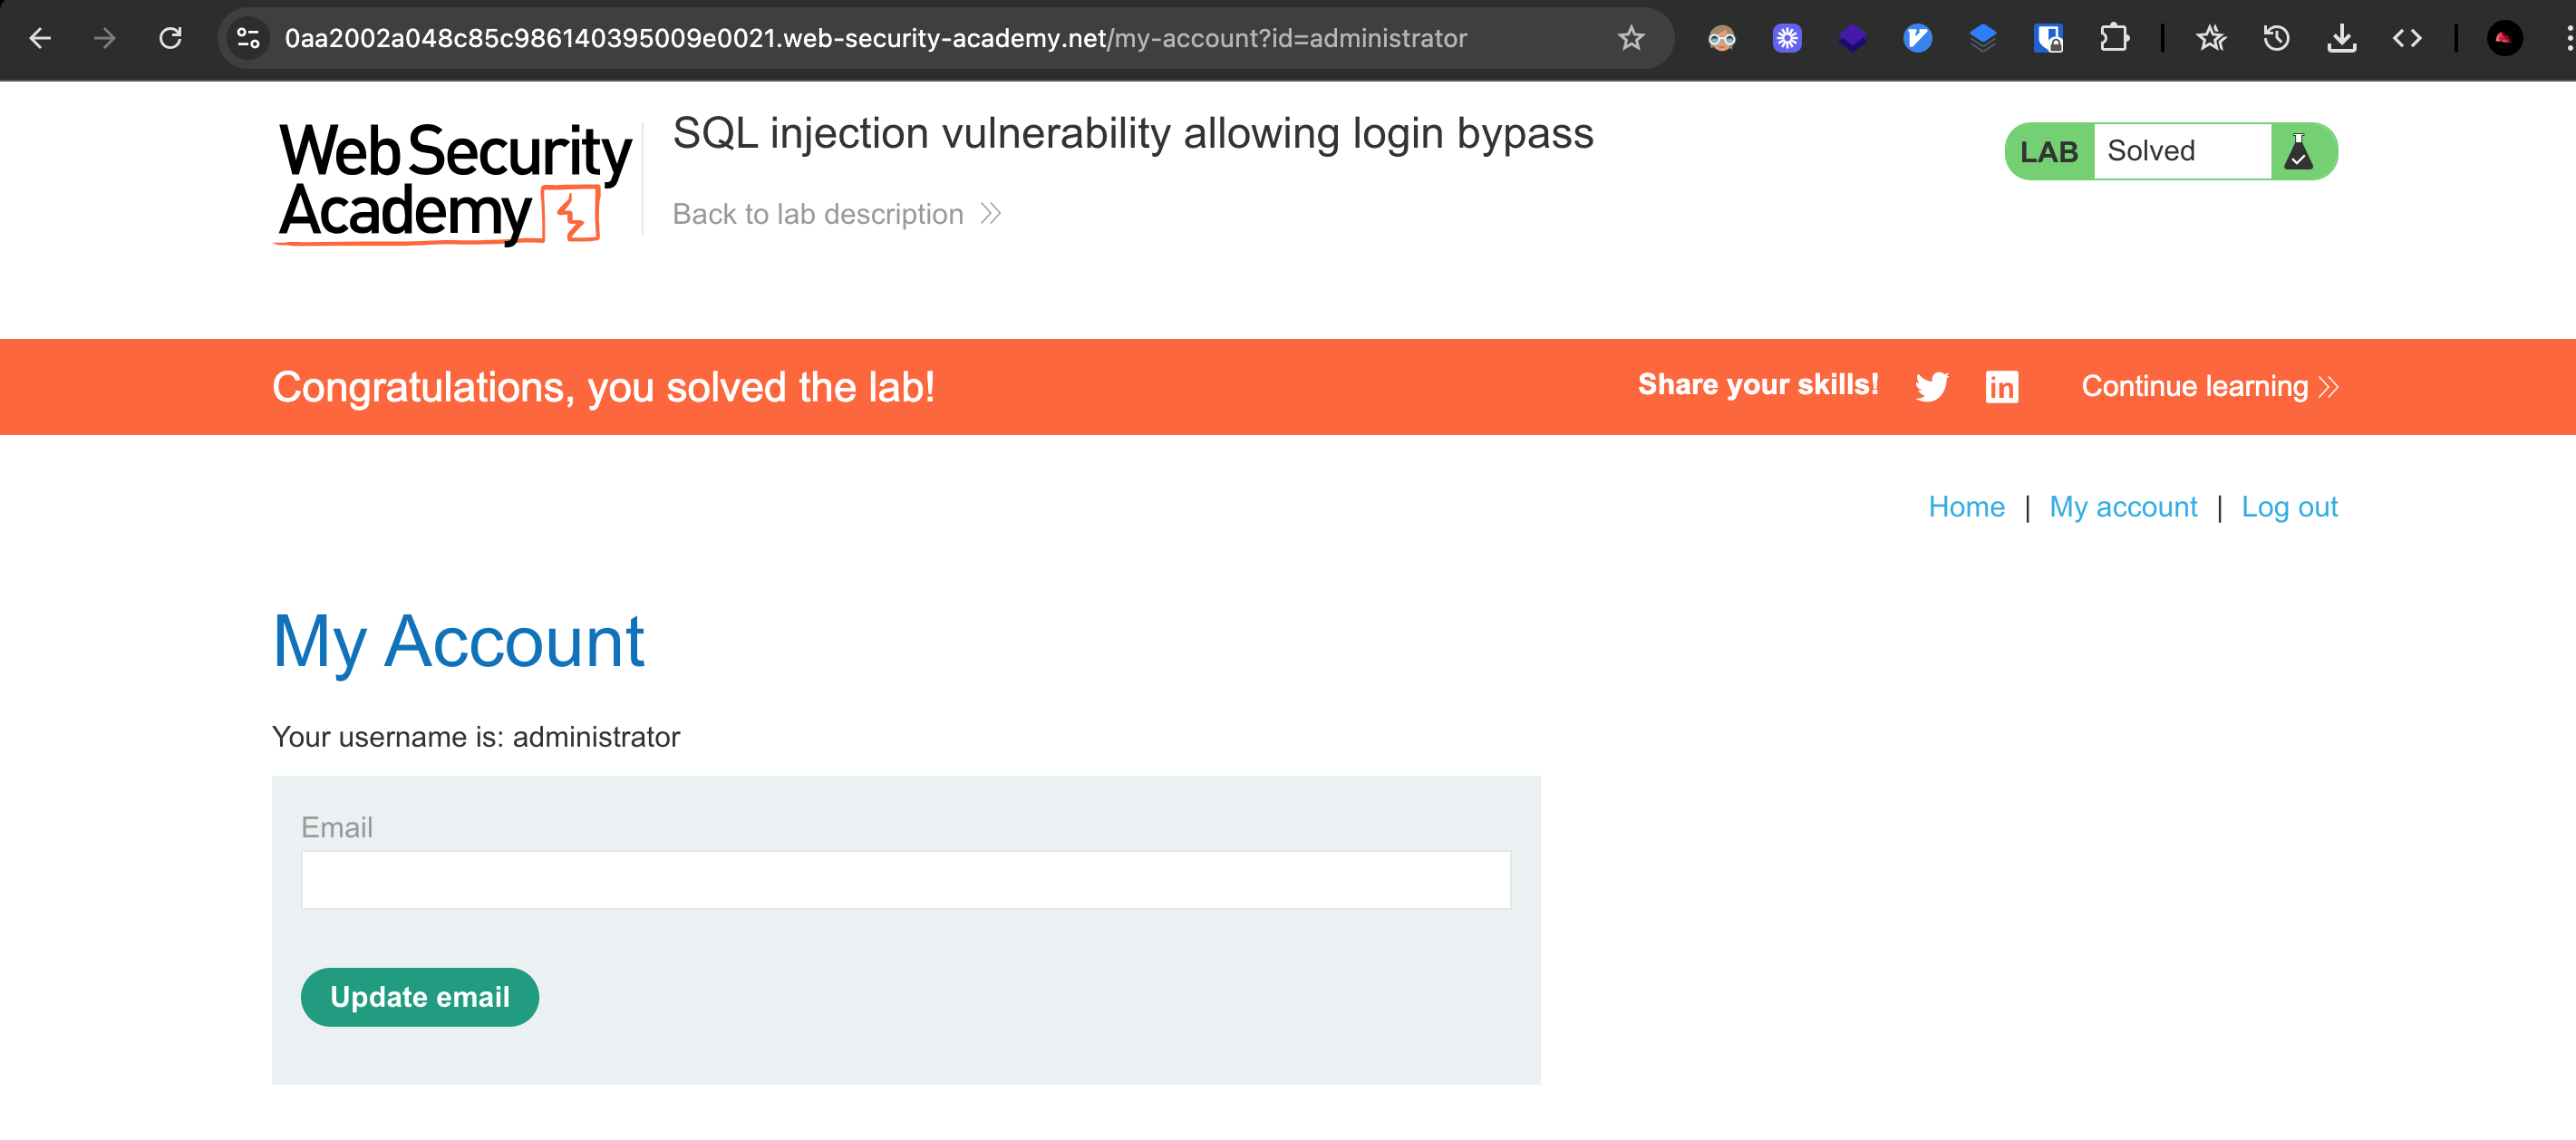 0aa2002a048c85c986140395009e0021.web-security-academy.net/my-account?id=administrator
Web Security
Academy
SQL injection vulnerability allowing login bypass
Back to lab description
LAB Solved
Congratulations, you solved the lab!
Share your skills!
Continue learning
Home | My account | Log out
My Account
Your username is: administrator
Email
Update email